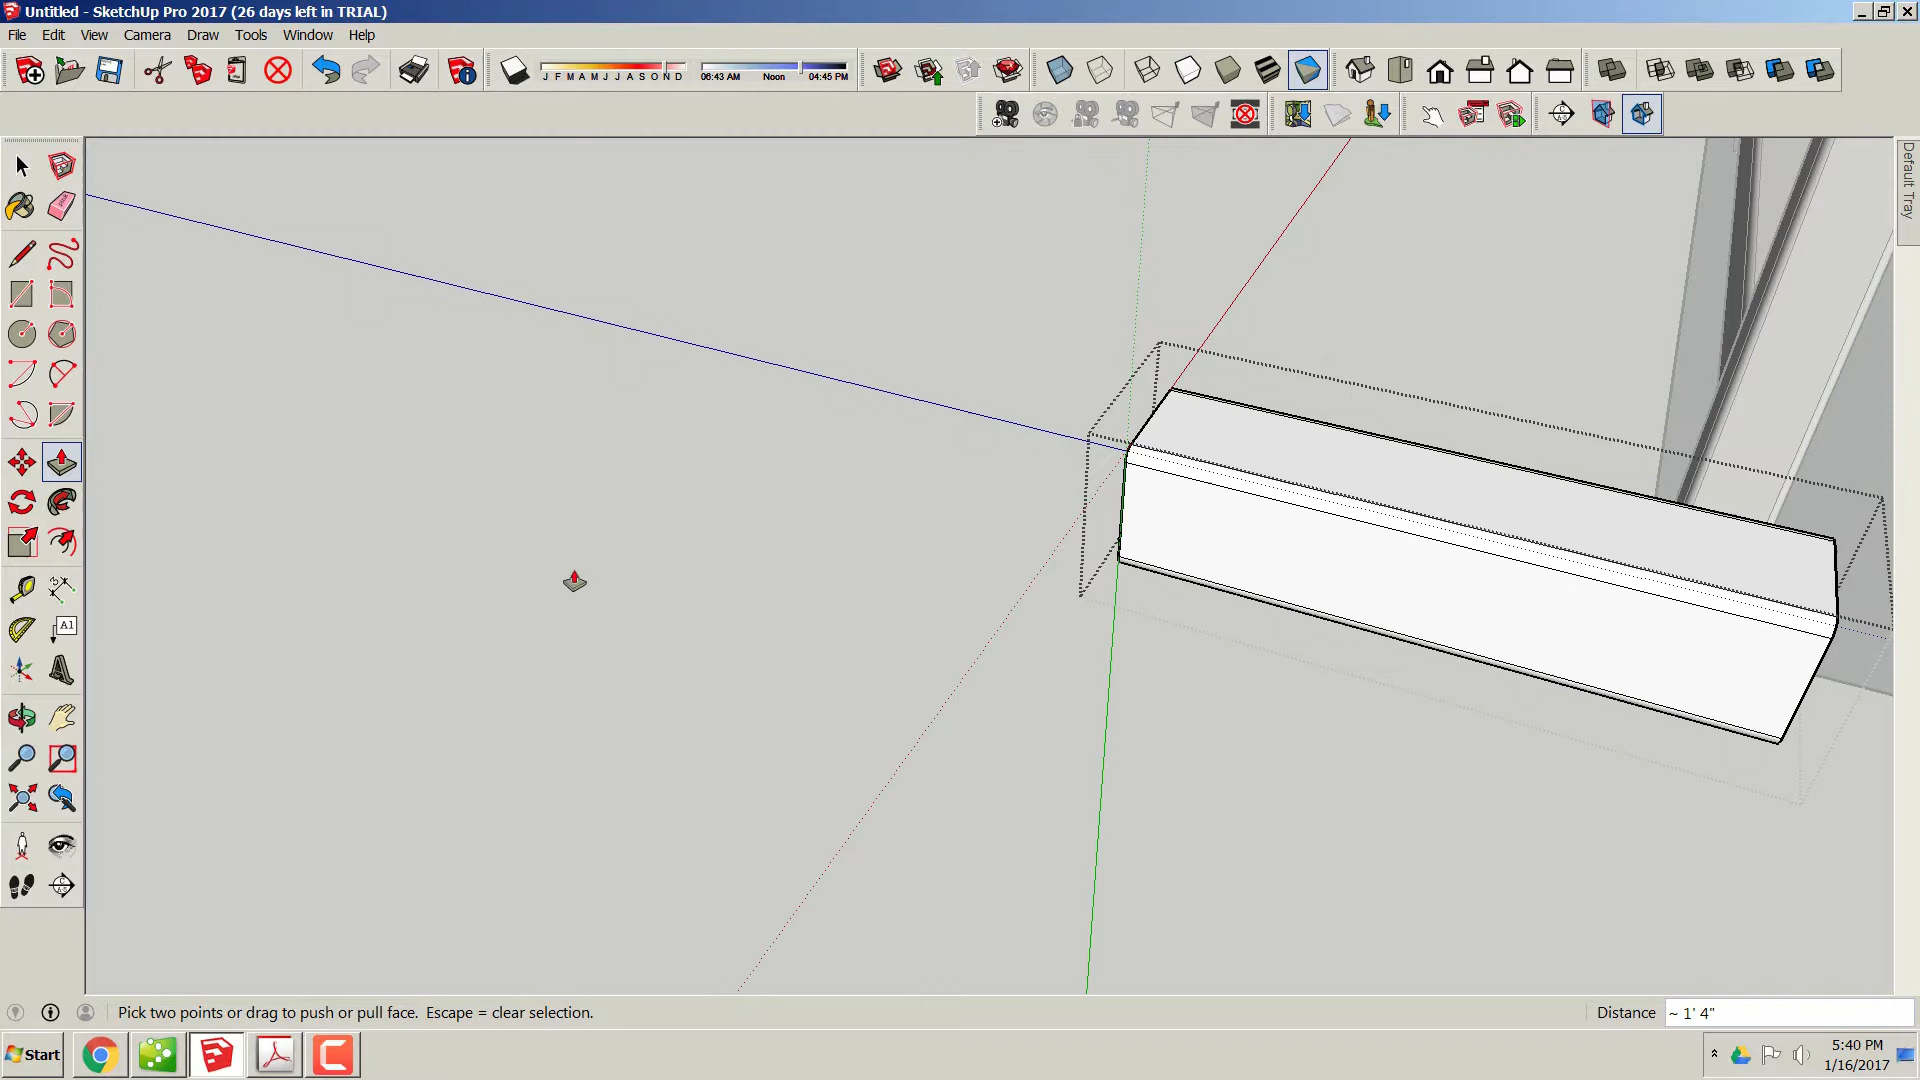 Untitled - SketchUp Pro 2017 (26 days left in TRIAL)
File Edit View Camera Tools Draw Window Help
J F M A M J J A S O N D
06:43 AM Noon 04:45 PM
Default Tray
A1
Pick two points or drag to push or pull face. Escape = clear selection.
Distance ~ 1' 4"
Start
5:40 PM
1/16/2017